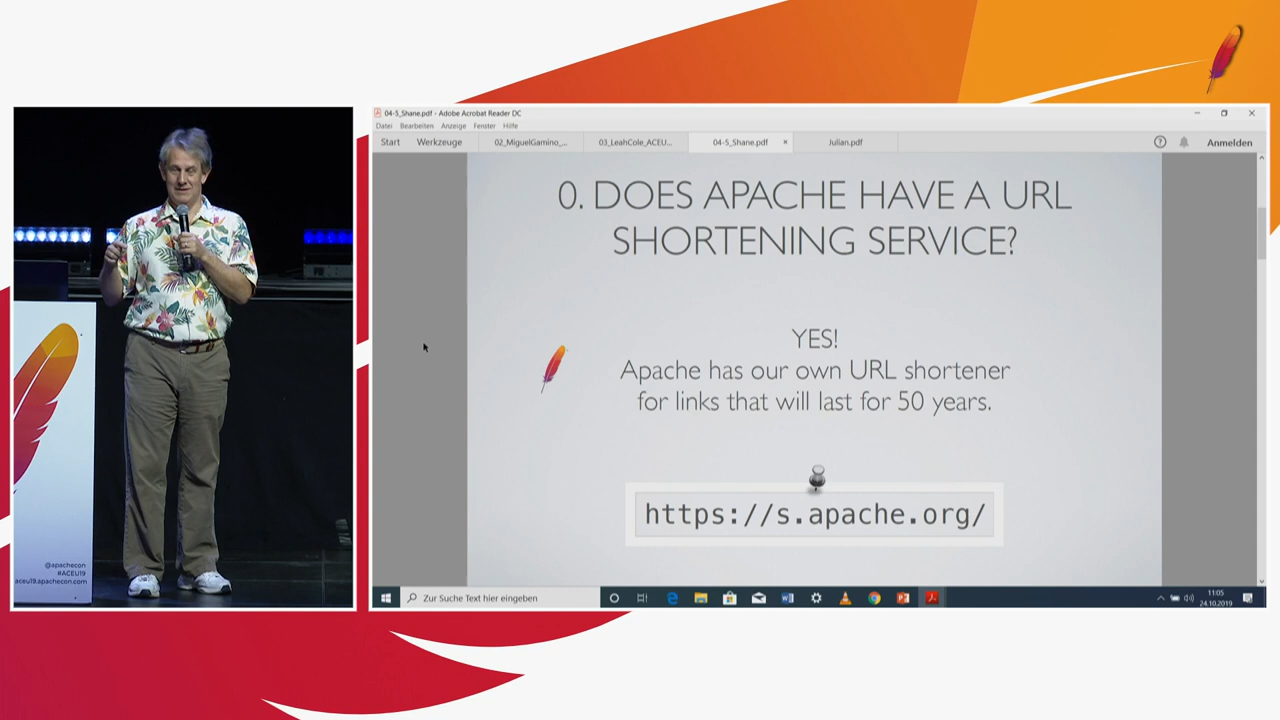 @apachecon
#ACEU19
aceu19.apachecon.com
04-5_Shane.pdf - Adobe Acrobat Reader DC
Datei Bearbeiten Anzeige Fenster Hilfe
Start Werkzeuge 02_MiguelGamino_... 03_LeahCole_ACEU... 04-5_Shane.pdf × Julian.pdf Anmelden
0. DOES APACHE HAVE A URL
SHORTENING SERVICE?
YES!
Apache has our own URL shortener
for links that will last for 50 years.
https://s.apache.org/
Zur Suche Text hier eingeben
11:05
24.10.2019